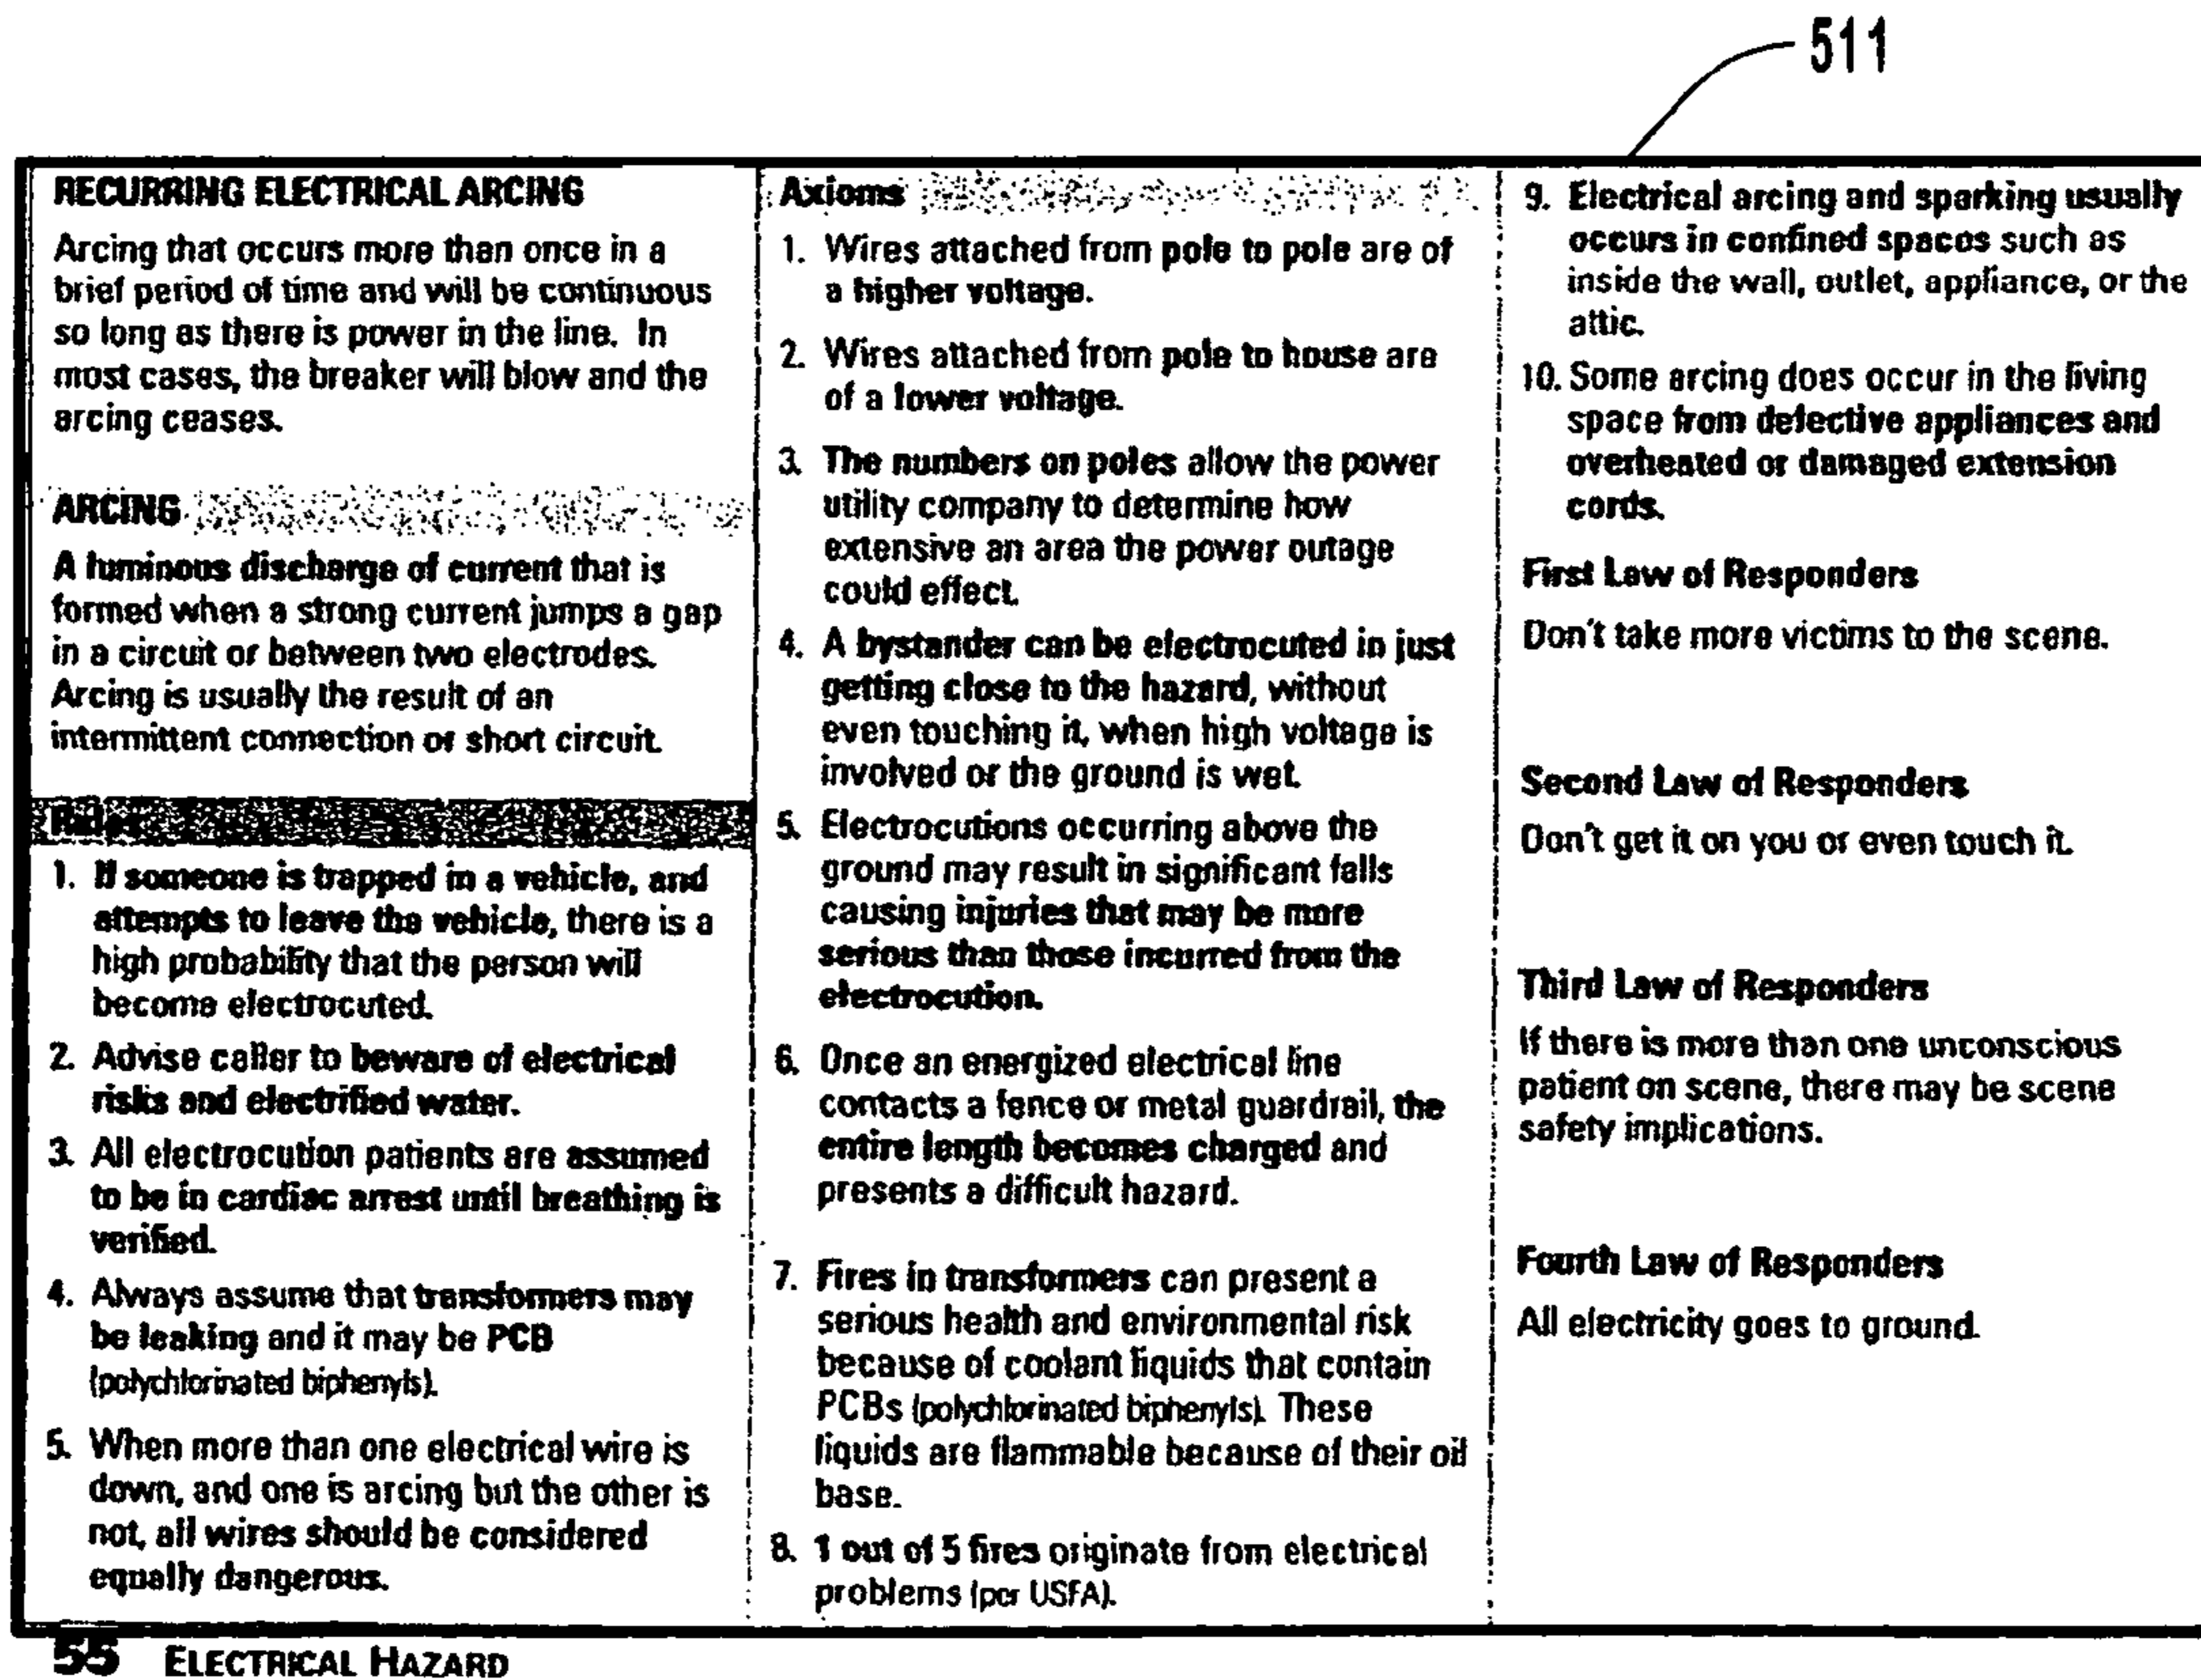 511
RECURRING ELECTRICAL ARCING
Arcing that occurs more than once in a
brief period of time and will be continuous
so long as there is power in the line. In
most cases, the breaker will blow and the
arcing ceases.
ARCING
A luminous discharge of current that is
formed when a strong current jumps a gap
in a circuit or between two electrodes.
Arcing is usually the result of an
intermittent connection or short circuit.
Rules
1. If someone is trapped in a vehicle, and
attempts to leave the vehicle, there is a
high probability that the person will
become electrocuted.
2. Advise caller to beware of electrical
risks and electrified water.
3. All electrocution patients are assumed
to be in cardiac arrest until breathing is
verified.
4. Always assume that transformers may
be leaking and it may be PCB
(polychlorinated biphenyls).
5. When more than one electrical wire is
down, and one is arcing but the other is
not, all wires should be considered
equally dangerous.
Axioms
1. Wires attached from pole to pole are of
a higher voltage.
2. Wires attached from pole to house are
of a lower voltage.
3. The numbers on poles allow the power
utility company to determine how
extensive an area the power outage
could effect.
4. A bystander can be electrocuted in just
getting close to the hazard, without
even touching it, when high voltage is
involved or the ground is wet.
5. Electrocutions occurring above the
ground may result in significant falls
causing injuries that may be more
serious than those incurred from the
electrocution.
6. Once an energized electrical line
contacts a fence or metal guardrail, the
entire length becomes charged and
presents a difficult hazard.
7. Fires in transformers can present a
serious health and environmental risk
because of coolant liquids that contain
PCBs (polychlorinated biphenyls). These
liquids are flammable because of their oil
base.
8. 1 out of 5 fires originate from electrical
problems (per USFA).
9. Electrical arcing and sparking usually
occurs in confined spaces such as
inside the wall, outlet, appliance, or the
attic.
10. Some arcing does occur in the living
space from defective appliances and
overheated or damaged extension
cords.
First Law of Responders
Don't take more victims to the scene.
Second Law of Responders
Don't get it on you or even touch it.
Third Law of Responders
If there is more than one unconscious
patient on scene, there may be scene
safety implications.
Fourth Law of Responders
All electricity goes to ground.
55 ELECTRICAL HAZARD